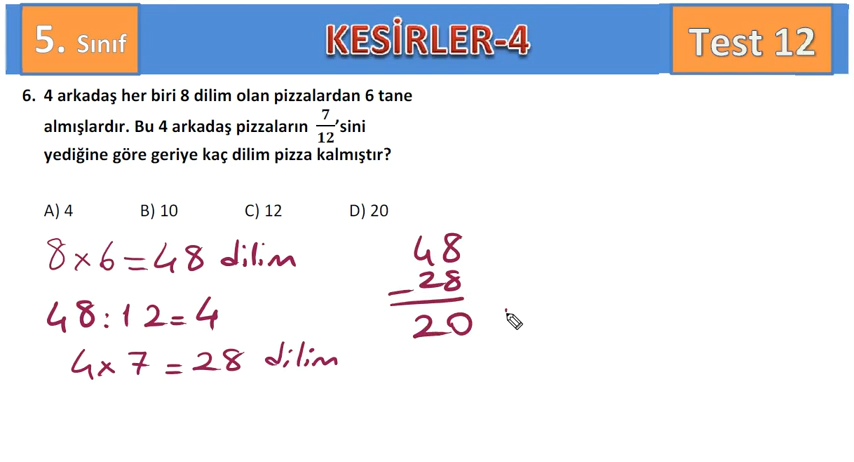 5. Sınıf
KESİRLER-4
Test 12
6. 4 arkadaş her biri 8 dilim olan pizzalardan 6 tane
almışlardır. Bu 4 arkadaş pizzaların 7/12'sini
yediğine göre geriye kaç dilim pizza kalmıştır?
A) 4 B) 10 C) 12 D) 20
8 x 6 = 48 dilim
48 : 12 = 4
4 x 7 = 28 dilim
48
- 28
20